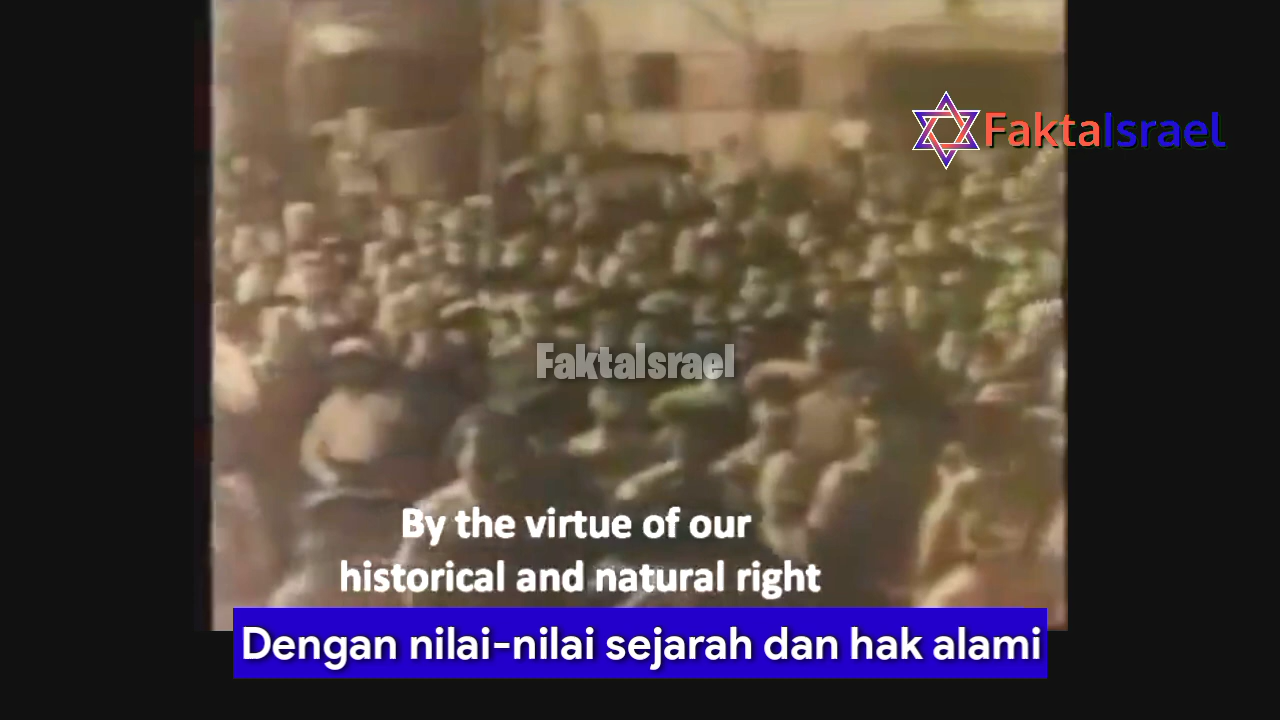 FaktaIsrael
FaktaIsrael
By the virtue of our
historical and natural right
Dengan nilai-nilai sejarah dan hak alami